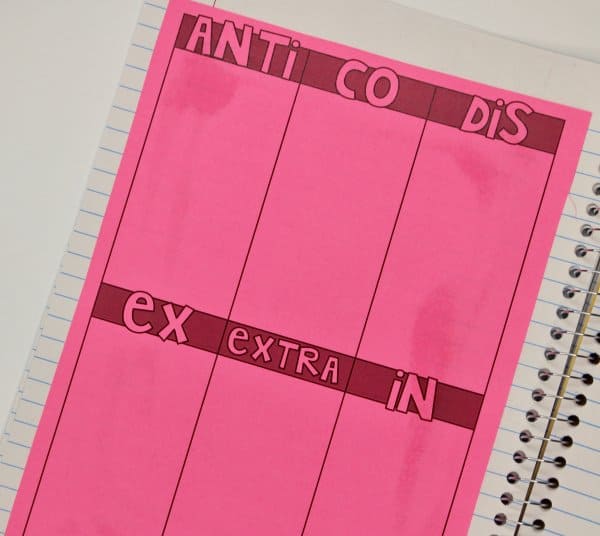 ANTi CO DiS
ex exTRA iN